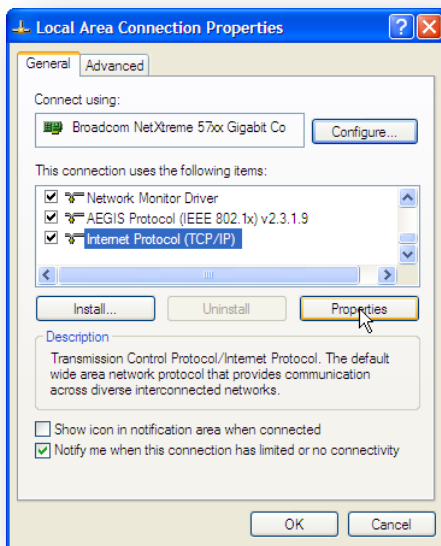 Local Area Connection Properties
General
Advanced
Connect using:
Broadcom NetXtreme 57xx Gigabit Co
Configure...
This connection uses the following items:
Network Monitor Driver
AEGIS Protocol (IEEE 802.1x) v2.3.1.9
Internet Protocol (TCP/IP)
Install...
Uninstall
Properties
Description
Transmission Control Protocol/Internet Protocol. The default
wide area network protocol that provides communication
across diverse interconnected networks.
Show icon in notification area when connected
Notify me when this connection has limited or no connectivity
OK
Cancel